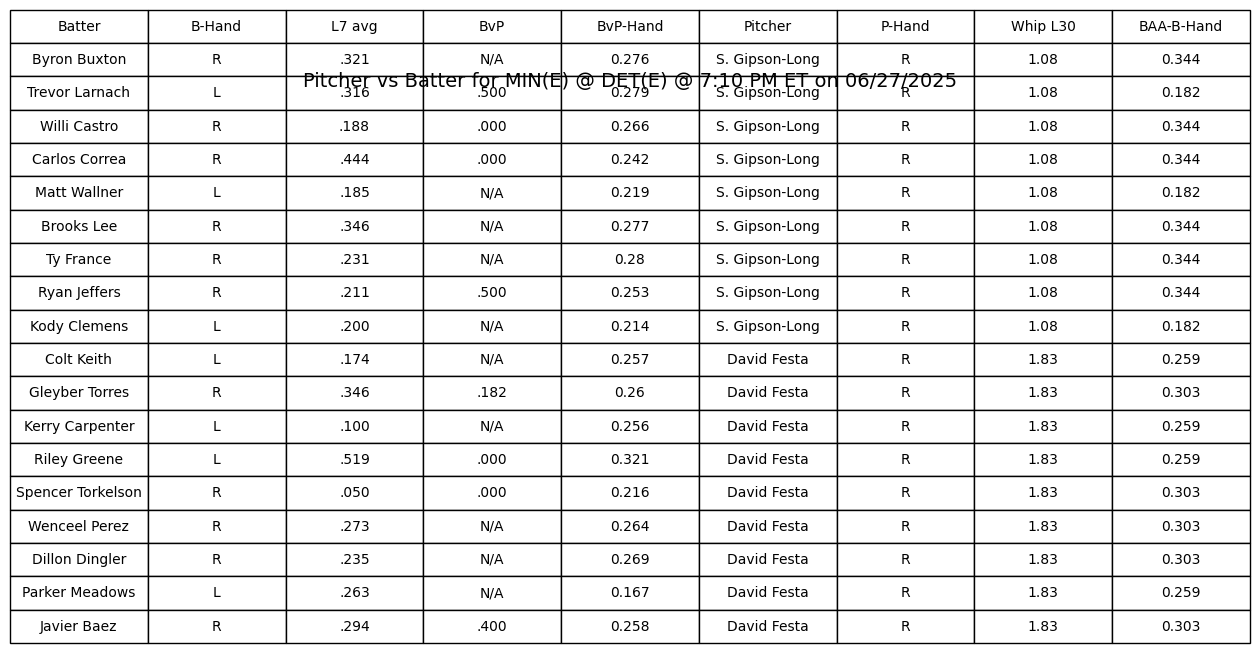 Batter B-Hand L7 avg BvP BvP-Hand Pitcher P-Hand Whip L30 BAA-B-Hand
Byron Buxton R .321 N/A 0.276 S. Gipson-Long R 1.08 0.344
Pitcher vs Batter for MIN(E) @ DET(E) @ 7:10 PM ET on 06/27/2025
Trevor Larnach L .316 .500 0.279 S. Gipson-Long R 1.08 0.182
Willi Castro R .188 .000 0.266 S. Gipson-Long R 1.08 0.344
Carlos Correa R .444 .000 0.242 S. Gipson-Long R 1.08 0.344
Matt Wallner L .185 N/A 0.219 S. Gipson-Long R 1.08 0.182
Brooks Lee R .346 N/A 0.277 S. Gipson-Long R 1.08 0.344
Ty France R .231 N/A 0.28 S. Gipson-Long R 1.08 0.344
Ryan Jeffers R .211 .500 0.253 S. Gipson-Long R 1.08 0.344
Kody Clemens L .200 N/A 0.214 S. Gipson-Long R 1.08 0.182
Colt Keith L .174 N/A 0.257 David Festa R 1.83 0.259
Gleyber Torres R .346 .182 0.26 David Festa R 1.83 0.303
Kerry Carpenter L .100 N/A 0.256 David Festa R 1.83 0.259
Riley Greene L .519 .000 0.321 David Festa R 1.83 0.259
Spencer Torkelson R .050 .000 0.216 David Festa R 1.83 0.303
Wenceel Perez R .273 N/A 0.264 David Festa R 1.83 0.303
Dillon Dingler R .235 N/A 0.269 David Festa R 1.83 0.303
Parker Meadows L .263 N/A 0.167 David Festa R 1.83 0.259
Javier Baez R .294 .400 0.258 David Festa R 1.83 0.303